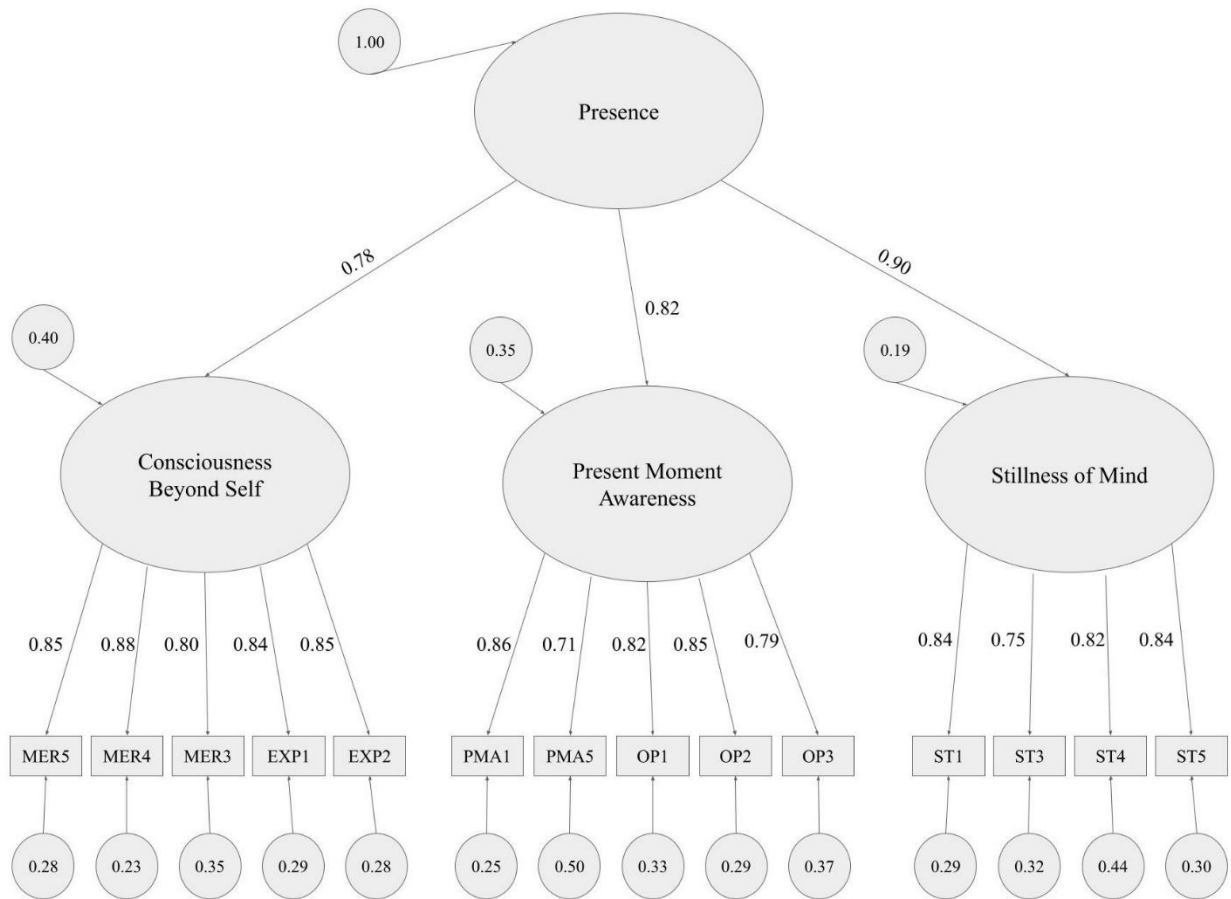 1.00
Presence
0.78
0.82
0.90
0.40
0.35
0.19
Consciousness
Beyond Self
Present Moment
Awareness
Stillness of Mind
0.85 0.88 0.80 0.84 0.85 0.86 0.71 0.82 0.85 0.79 0.84 0.75 0.82 0.84
MER5 MER4 MER3 EXP1 EXP2 PMA1 PMA5 OP1 OP2 OP3 ST1 ST3 ST4 ST5
0.28 0.23 0.35 0.29 0.28 0.25 0.50 0.33 0.29 0.37 0.29 0.32 0.44 0.30